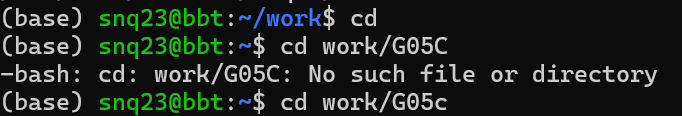 (base) snq23@bbt:~/work$ cd
(base) snq23@bbt:~$ cd work/G05C
-bash: cd: work/G05C: No such file or directory
(base) snq23@bbt:~$ cd work/G05c